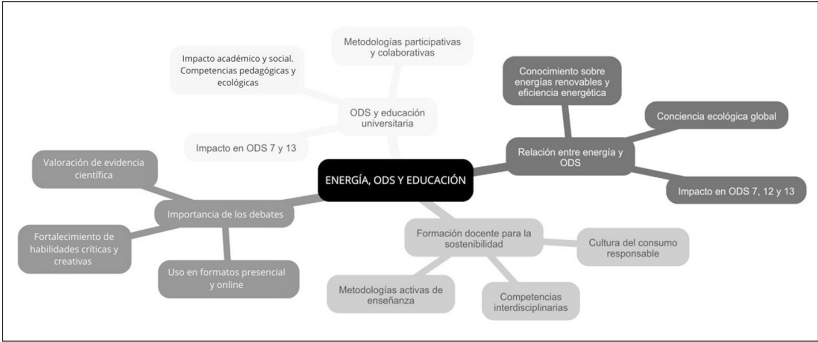 Metodologías participativas
y colaborativas
Impacto académico y social.
Competencias pedagógicas y
ecológicas
ODS y educación
universitaria
Impacto en ODS 7 y 13
Conocimiento sobre
energías renovables y
eficiencia energética
Conciencia ecológica global
Relación entre energía y
ODS
Impacto en ODS 7, 12 y 13
ENERGÍA, ODS Y EDUCACIÓN
Valoración de evidencia
científica
Importancia de los debates
Fortalecimiento de
habilidades críticas y
creativas
Uso en formatos presencial
y online
Formación docente para la
sostenibilidad
Cultura del consumo
responsable
Metodologías activas de
enseñanza
Competencias
interdisciplinarias